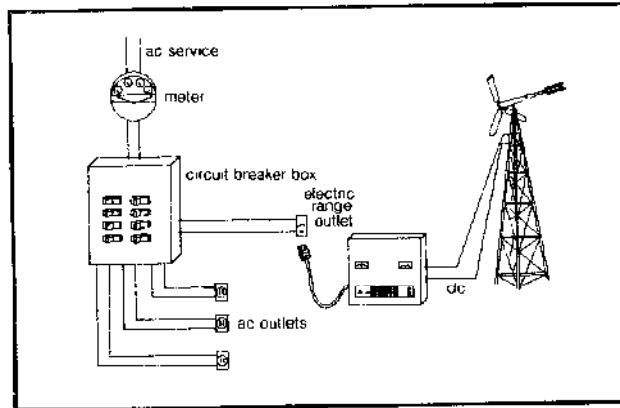 ac service
meter
circuit breaker box
electric
range
outlet
ac outlets
dc